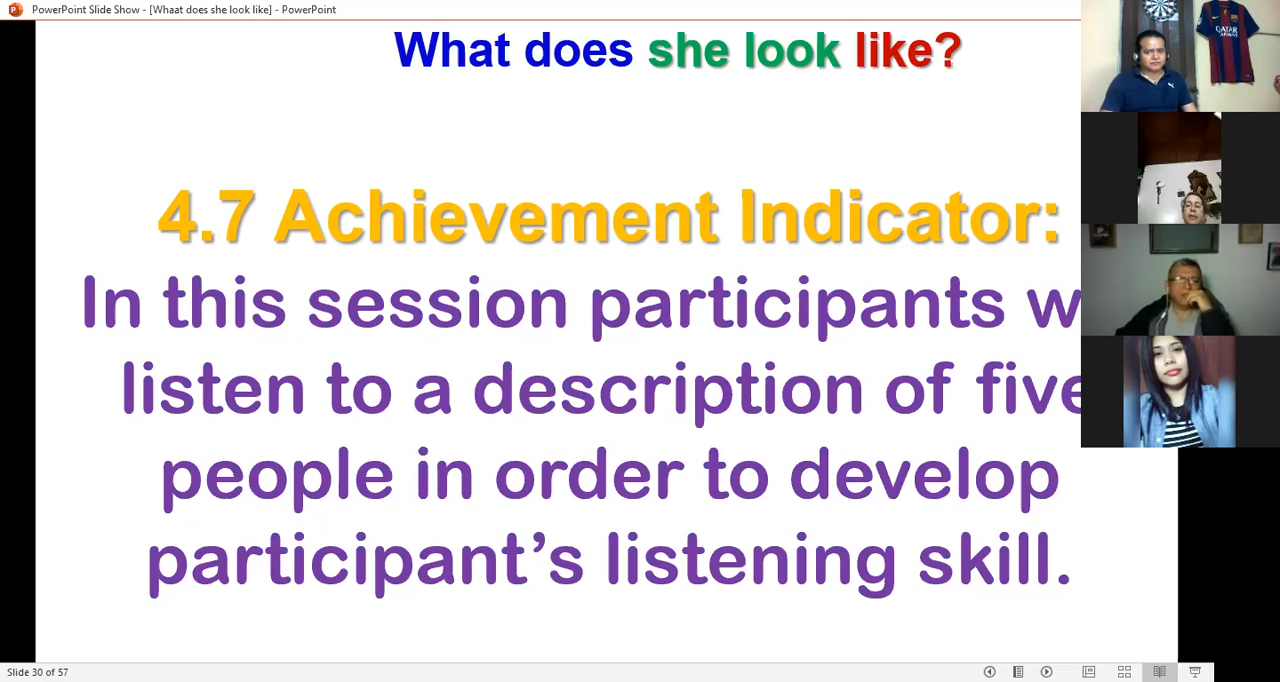 PowerPoint Slide Show - [Whaat does she look like] - PowerPoint
What does she look like?
4.7 Achievement Indicator:
In this session participants w
listen to a description of five
people in order to develop
participant’s listening skill.
QATAR
AIRWAYS
Slide 30 of 57